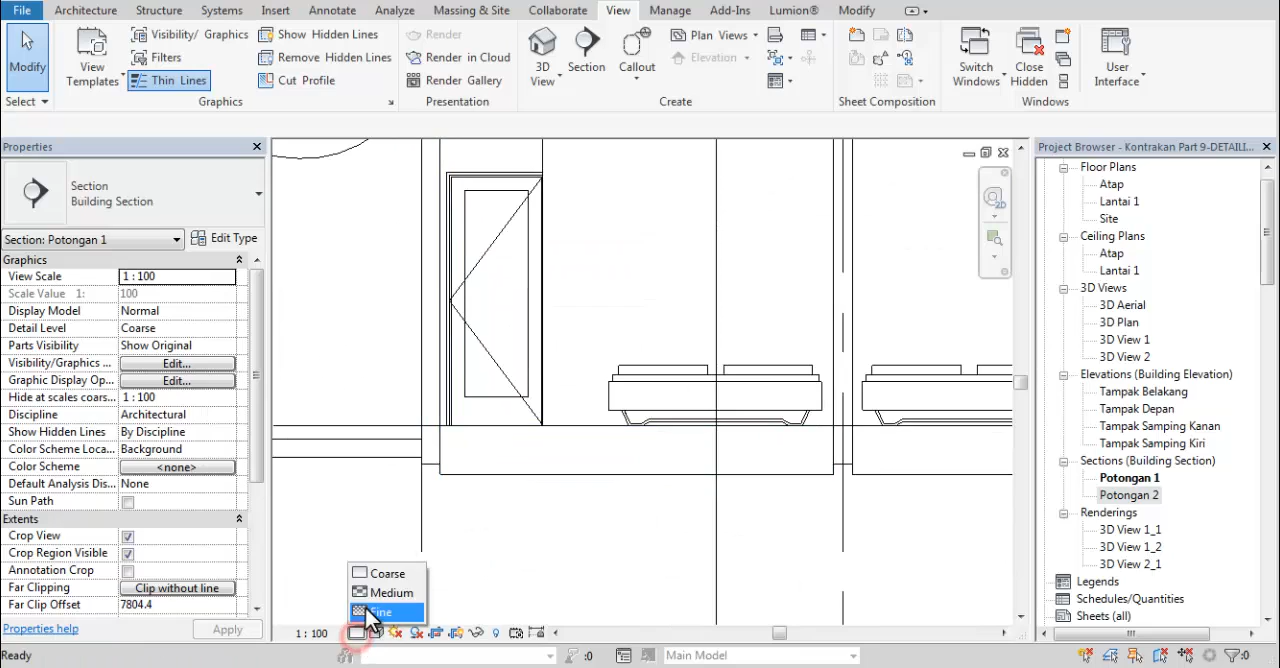 File Architecture Structure Systems Insert Annotate Analyze Massing & Site Collaborate View Manage Add-Ins Lumion® Modify
Modify
View
Templates
Visibility/ Graphics
Filters
Thin Lines
Show Hidden Lines
Remove Hidden Lines
Cut Profile
Render
Render in Cloud
Render Gallery
3D
View
Section
Callout
Plan Views
Elevation
Switch
Windows
Close
Hidden
User
Interface
Select Graphics Presentation Create Sheet Composition Windows
Properties
Section
Building Section
Section: Potongan 1 Edit Type
Graphics
View Scale 1 : 100
Scale Value 1: 100
Display Model Normal
Detail Level Coarse
Parts Visibility Show Original
Visibility/Graphics ... Edit...
Graphic Display Op... Edit...
Hide at scales coars... 1 : 100
Discipline Architectural
Show Hidden Lines By Discipline
Color Scheme Loca... Background
Color Scheme <none>
Default Analysis Dis... None
Sun Path
Extents
Crop View
Crop Region Visible
Annotation Crop
Far Clipping Clip without line
Far Clip Offset 7804.4
Properties help Apply
Coarse
Medium
Fine
1 : 100
2D
Project Browser - Kontrakan Part 9-DETAILI...
Floor Plans
Atap
Lantai 1
Site
Ceiling Plans
Atap
Lantai 1
3D Views
3D Aerial
3D Plan
3D View 1
3D View 2
Elevations (Building Elevation)
Tampak Belakang
Tampak Depan
Tampak Samping Kanan
Tampak Samping Kiri
Sections (Building Section)
Potongan 1
Potongan 2
Renderings
3D View 1_1
3D View 1_2
3D View 2_1
Legends
Schedules/Quantities
Sheets (all)
Ready :0 Main Model :0